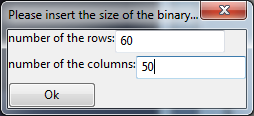 Please insert the size of the binary...
number of the rows: 60
number of the columns: 50
Ok